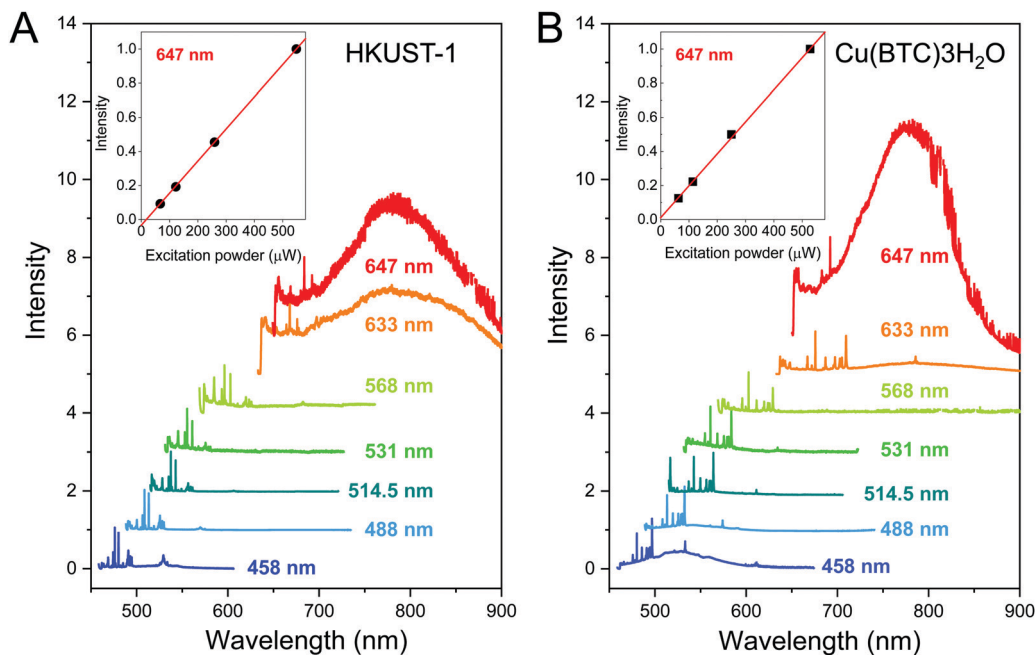 A
HKUST-1
647 nm
Intensity
1.0
0.8
0.6
0.4
0.2
0.0
0 100 200 300 400 500
Excitation powder (µW)
Intensity
14
12
10
8
6
4
2
0
647 nm
633 nm
568 nm
531 nm
514.5 nm
488 nm
458 nm
500 600 700 800 900
Wavelength (nm)
B
Cu(BTC)3H₂O
647 nm
Intensity
1.0
0.8
0.6
0.4
0.2
0.0
0 100 200 300 400 500
Excitation powder (µW)
Intensity
14
12
10
8
6
4
2
0
647 nm
633 nm
568 nm
531 nm
514.5 nm
488 nm
458 nm
500 600 700 800 900
Wavelength (nm)